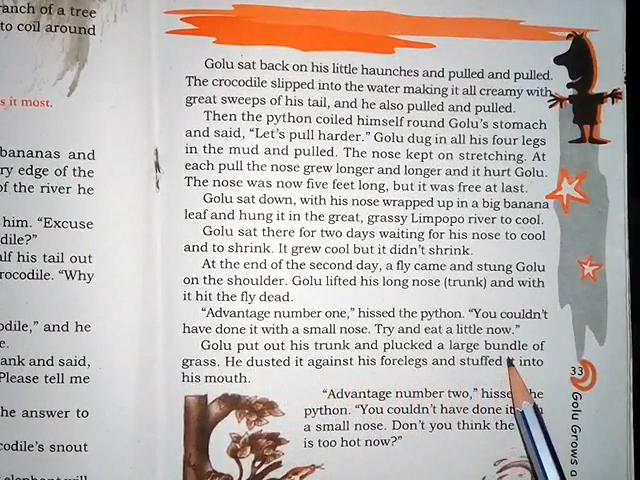 ranch of a tree
to coil around
s it most.
bananas and
ry edge of the
of the river he
him. “Excuse
dile?”
alf his tail out
rocodile. “Why
odile,” and he
e.
ank and said,
Please tell me
he answer to
codile's snout
elephant will
Golu sat back on his little haunches and pulled and pulled.
The crocodile slipped into the water making it all creamy with
great sweeps of his tail, and he also pulled and pulled.
Then the python coiled himself round Golu's stomach
and said, “Let's pull harder.” Golu dug in all his four legs
in the mud and pulled. The nose kept on stretching. At
each pull the nose grew longer and longer and it hurt Golu.
The nose was now five feet long, but it was free at last.
Golu sat down, with his nose wrapped up in a big banana
leaf and hung it in the great, grassy Limpopo river to cool.
Golu sat there for two days waiting for his nose to cool
and to shrink. It grew cool but it didn't shrink.
At the end of the second day, a fly came and stung Golu
on the shoulder. Golu lifted his long nose (trunk) and with
it hit the fly dead.
“Advantage number one,” hissed the python. “You couldn't
have done it with a small nose. Try and eat a little now.”
Golu put out his trunk and plucked a large bundle of
grass. He dusted it against his forelegs and stuffed it into
his mouth.
“Advantage number two,” hisse he
python. “You couldn't have done it
a small nose. Don't you think the
is too hot now?”
33
Golu Grows a